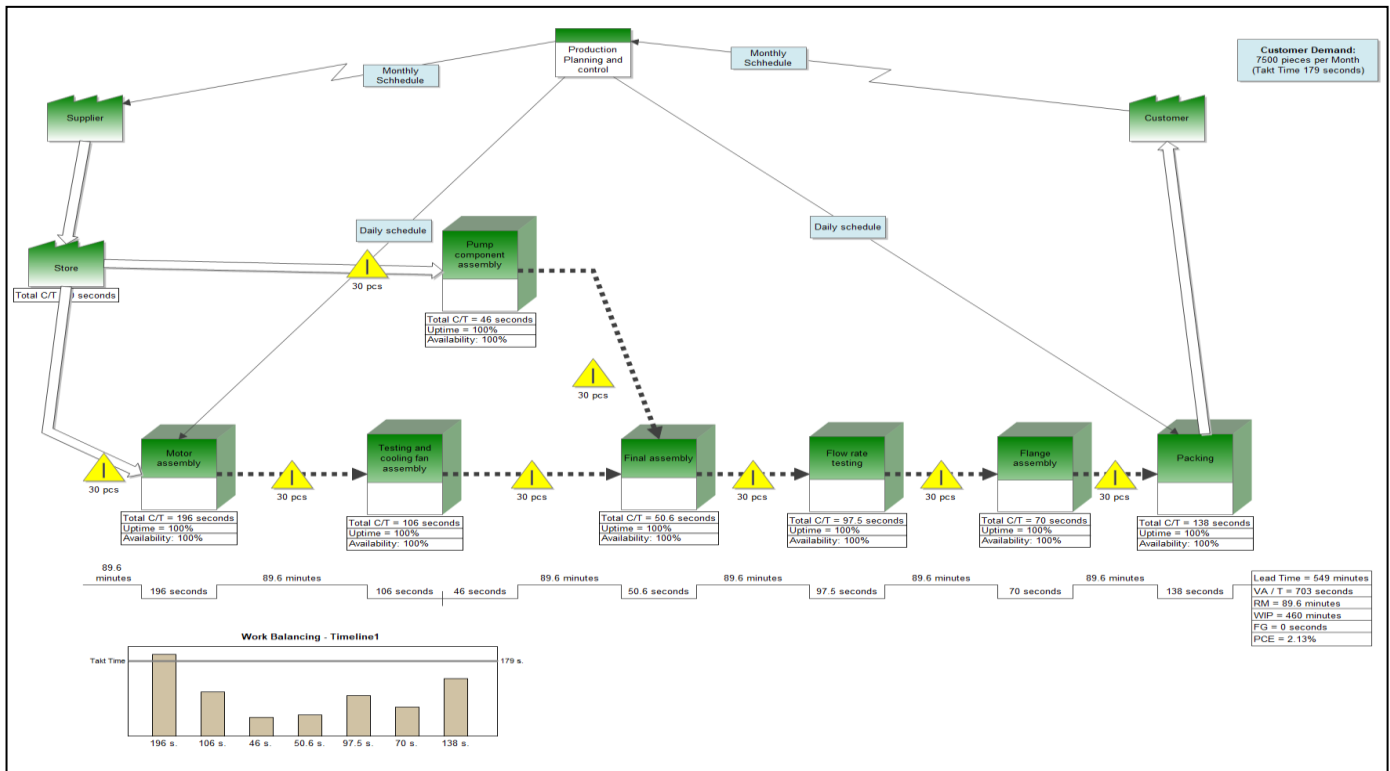 Production
Planning and
control
Monthly
Schhedule
Monthly
Schhedule
Customer Demand:
7500 pieces per Month
(Takt Time 179 seconds)
Supplier
Customer
Daily schedule
Daily schedule
Pump
component
assembly
Store
Total C/T 0 seconds
30 pcs
Total C/T = 46 seconds
Uptime = 100%
Availability: 100%
30 pcs
Motor
assembly
Testing and
cooling fan
assembly
Final assembly
Flow rate
testing
Flange
assembly
Packing
30 pcs
30 pcs
30 pcs
30 pcs
30 pcs
30 pcs
Total C/T = 196 seconds
Uptime = 100%
Availability: 100%
Total C/T = 106 seconds
Uptime = 100%
Availability: 100%
Total C/T = 50.6 seconds
Uptime = 100%
Availability: 100%
Total C/T = 97.5 seconds
Uptime = 100%
Availability: 100%
Total C/T = 70 seconds
Uptime = 100%
Availability: 100%
Total C/T = 138 seconds
Uptime = 100%
Availability: 100%
89.6
minutes
196 seconds
89.6 minutes
106 seconds
46 seconds
89.6 minutes
50.6 seconds
89.6 minutes
97.5 seconds
89.6 minutes
70 seconds
89.6 minutes
138 seconds
Lead Time = 549 minutes
VA / T = 703 seconds
RM = 89.6 minutes
WIP = 460 minutes
FG = 0 seconds
PCE = 2.13%
Work Balancing - Timeline1
Takt Time
179 s.
196 s.
106 s.
46 s.
50.6 s.
97.5 s.
70 s.
138 s.